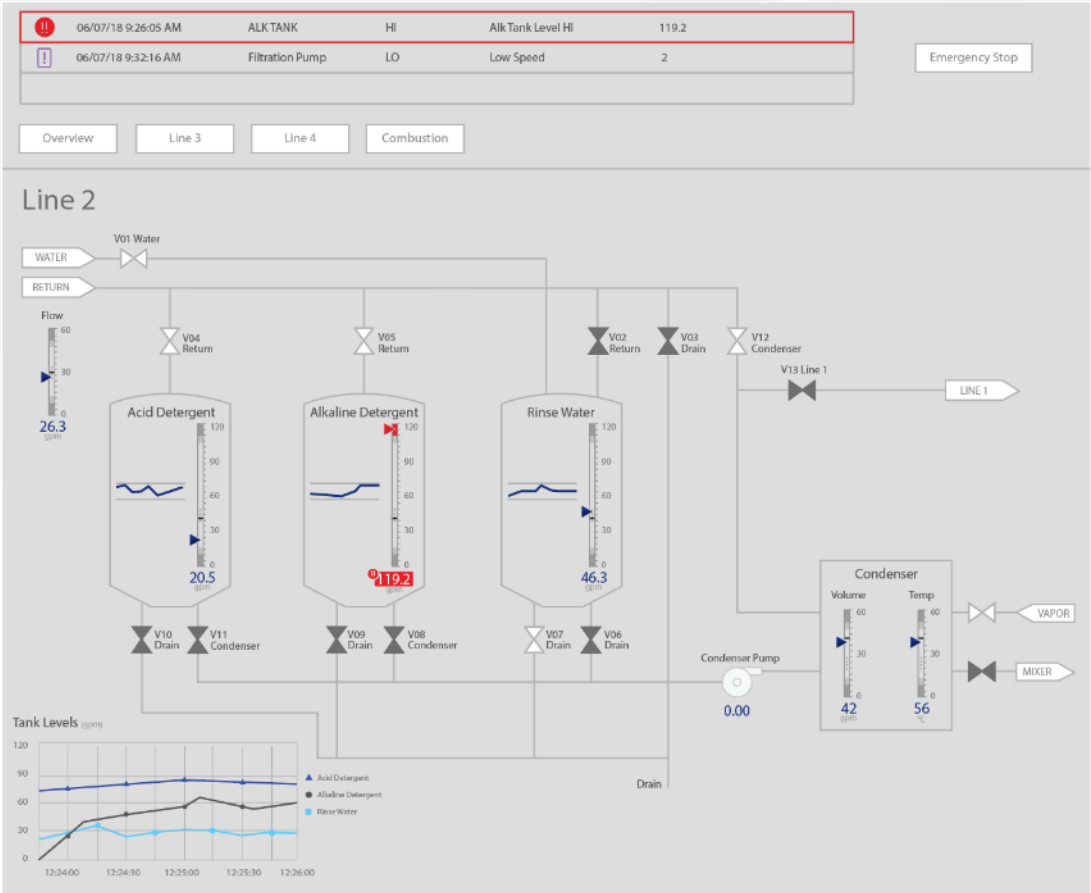 !! 06/07/18 9:26:05 AM ALK TANK HI Alk Tank Level HI 119.2
! 06/07/18 9:32:16 AM Filtration Pump LO Low Speed 2
Emergency Stop
Overview Line 3 Line 4 Combustion
Line 2
V01 Water
WATER
RETURN
Flow
60
30
0
26.3
gpm
V04
Return
V05
Return
V02
Return
V03
Drain
V12
Condenser
V13 Line 1
LINE 1
Acid Detergent
120
90
60
30
0
20.5
gpm
Alkaline Detergent
120
90
60
30
0
!! 119.2
gpm
Rinse Water
120
90
60
30
0
46.3
gpm
V10
Drain
V11
Condenser
V09
Drain
V08
Condenser
V07
Drain
V06
Drain
Condenser Pump
0.00
Condenser
Volume
60
30
0
42
gpm
Temp
60
30
0
56
°C
VAPOR
MIXER
Drain
Tank Levels (gpm)
120
90
60
30
0
12:24:00 12:24:30 12:25:00 12:25:30 12:26:00
Acid Detergent
Alkaline Detergent
Rinse Water